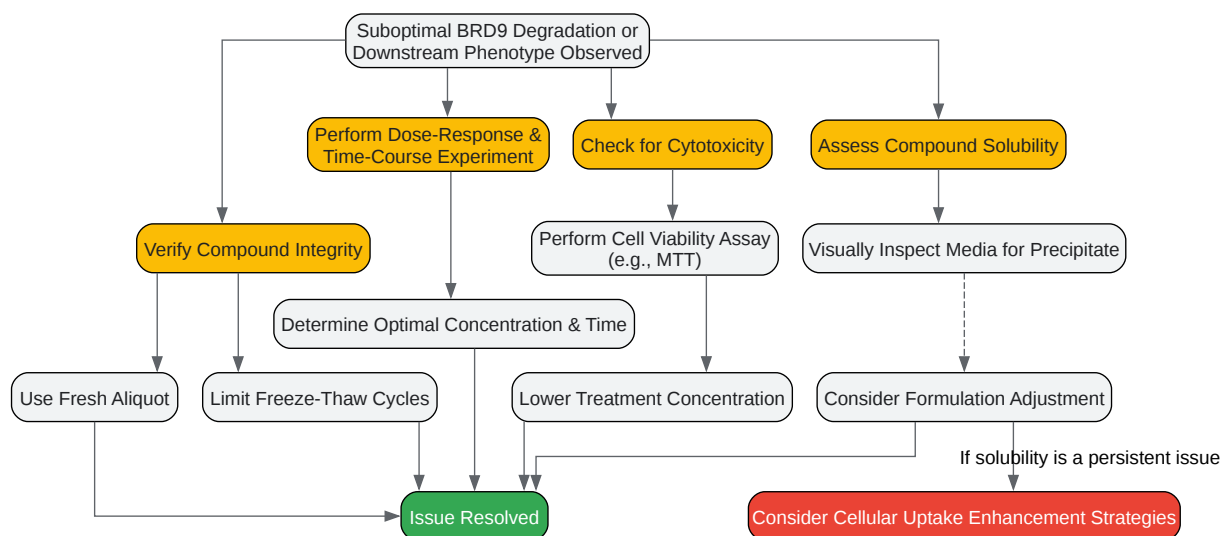 Suboptimal BRD9 Degradation or
Downstream Phenotype Observed
Perform Dose-Response &
Time-Course Experiment
Check for Cytotoxicity
Assess Compound Solubility
Verify Compound Integrity
Perform Cell Viability Assay
(e.g., MTT)
Visually Inspect Media for Precipitate
Determine Optimal Concentration & Time
Use Fresh Aliquot
Limit Freeze-Thaw Cycles
Lower Treatment Concentration
Consider Formulation Adjustment
If solubility is a persistent issue
Issue Resolved
Consider Cellular Uptake Enhancement Strategies